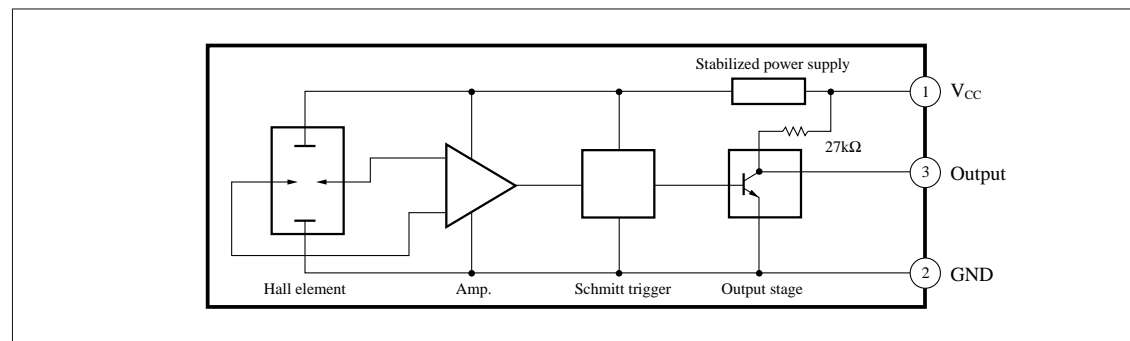 Stabilized power supply
1
VCC
27kΩ
3
Output
2
GND
Hall element
Amp.
Schmitt trigger
Output stage